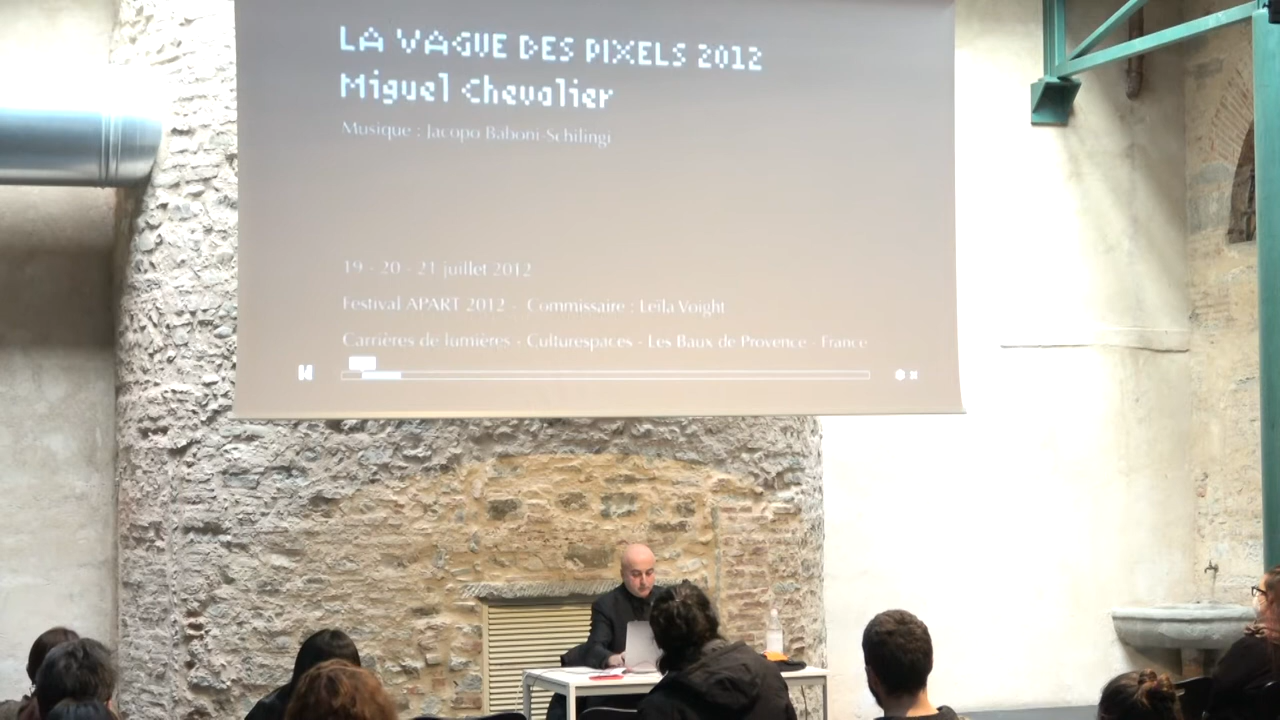 LA VAGUE DES PIXELS 2012
Miguel Chevalier
Musique : Jacopo Baboni-Schilingi
19 - 20 - 21 juillet 2012
Festival APART 2012 - Commissaire : Leïla Voight
Carrières de lumières - Culturespaces - Les Baux de Provence - France